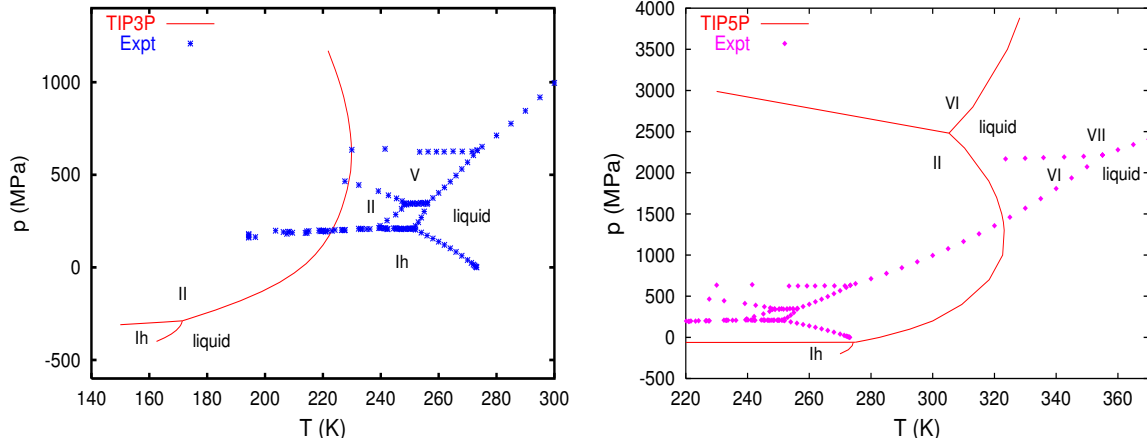 TIP3P
Expt
1000
500
0
-500
p (MPa)
V
II
liquid
Ih
II
Ih
liquid
140 160 180 200 220 240 260 280 300
T (K)
TIP5P
Expt
4000
3500
3000
2500
2000
1500
1000
500
0
-500
p (MPa)
VI
liquid
II
VII
VI
liquid
Ih
220 240 260 280 300 320 340 360
T (K)